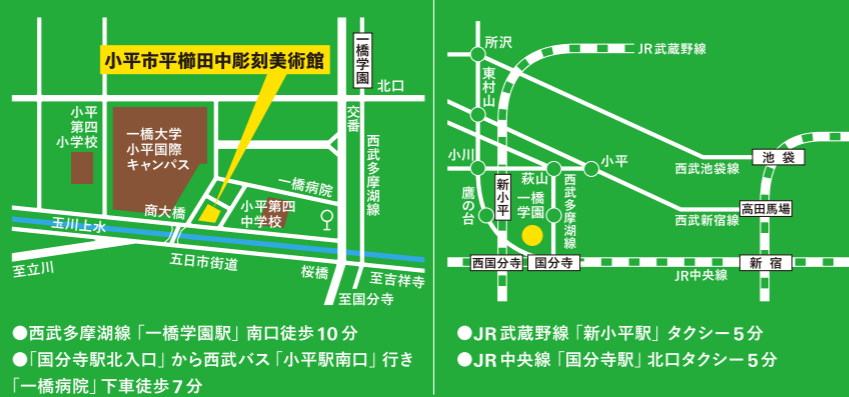 小平市平櫛田中彫刻美術館
一橋学園
北口
小平第四小学校
一橋大学
小平国際
キャンパス
交番
西武多摩湖線
一橋病院
商大橋
小平第四
中学校
玉川上水
五日市街道
桜橋
至立川
至吉祥寺
至国分寺
●西武多摩湖線「一橋学園駅」南口徒歩10分
●「国分寺駅北入口」から西武バス「小平駅南口」行き
「一橋病院」下車徒歩7分
所沢
JR武蔵野線
東村山
小川
萩山
小平
西武池袋線
池袋
鷹の台
新小平
一橋学園
西武多摩湖線
西武新宿線
高田馬場
西国分寺
国分寺
JR中央線
新宿
●JR武蔵野線「新小平駅」タクシー5分
●JR中央線「国分寺駅」北口タクシー5分